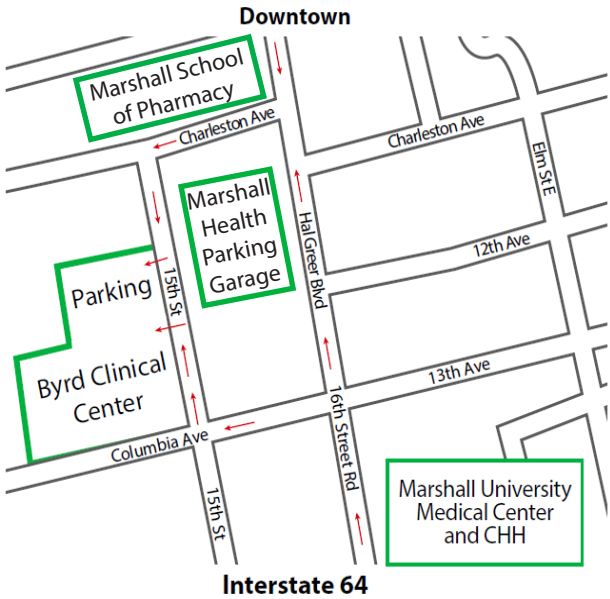 Downtown
Marshall School
of Pharmacy
Charleston Ave
Charleston Ave
Elm St E
Marshall
Health
Parking
Garage
Hal Greer Blvd
12th Ave
Parking
15th St
Byrd Clinical
Center
13th Ave
16th Street Rd
Columbia Ave
15th St
Marshall University
Medical Center
and CHH
Interstate 64